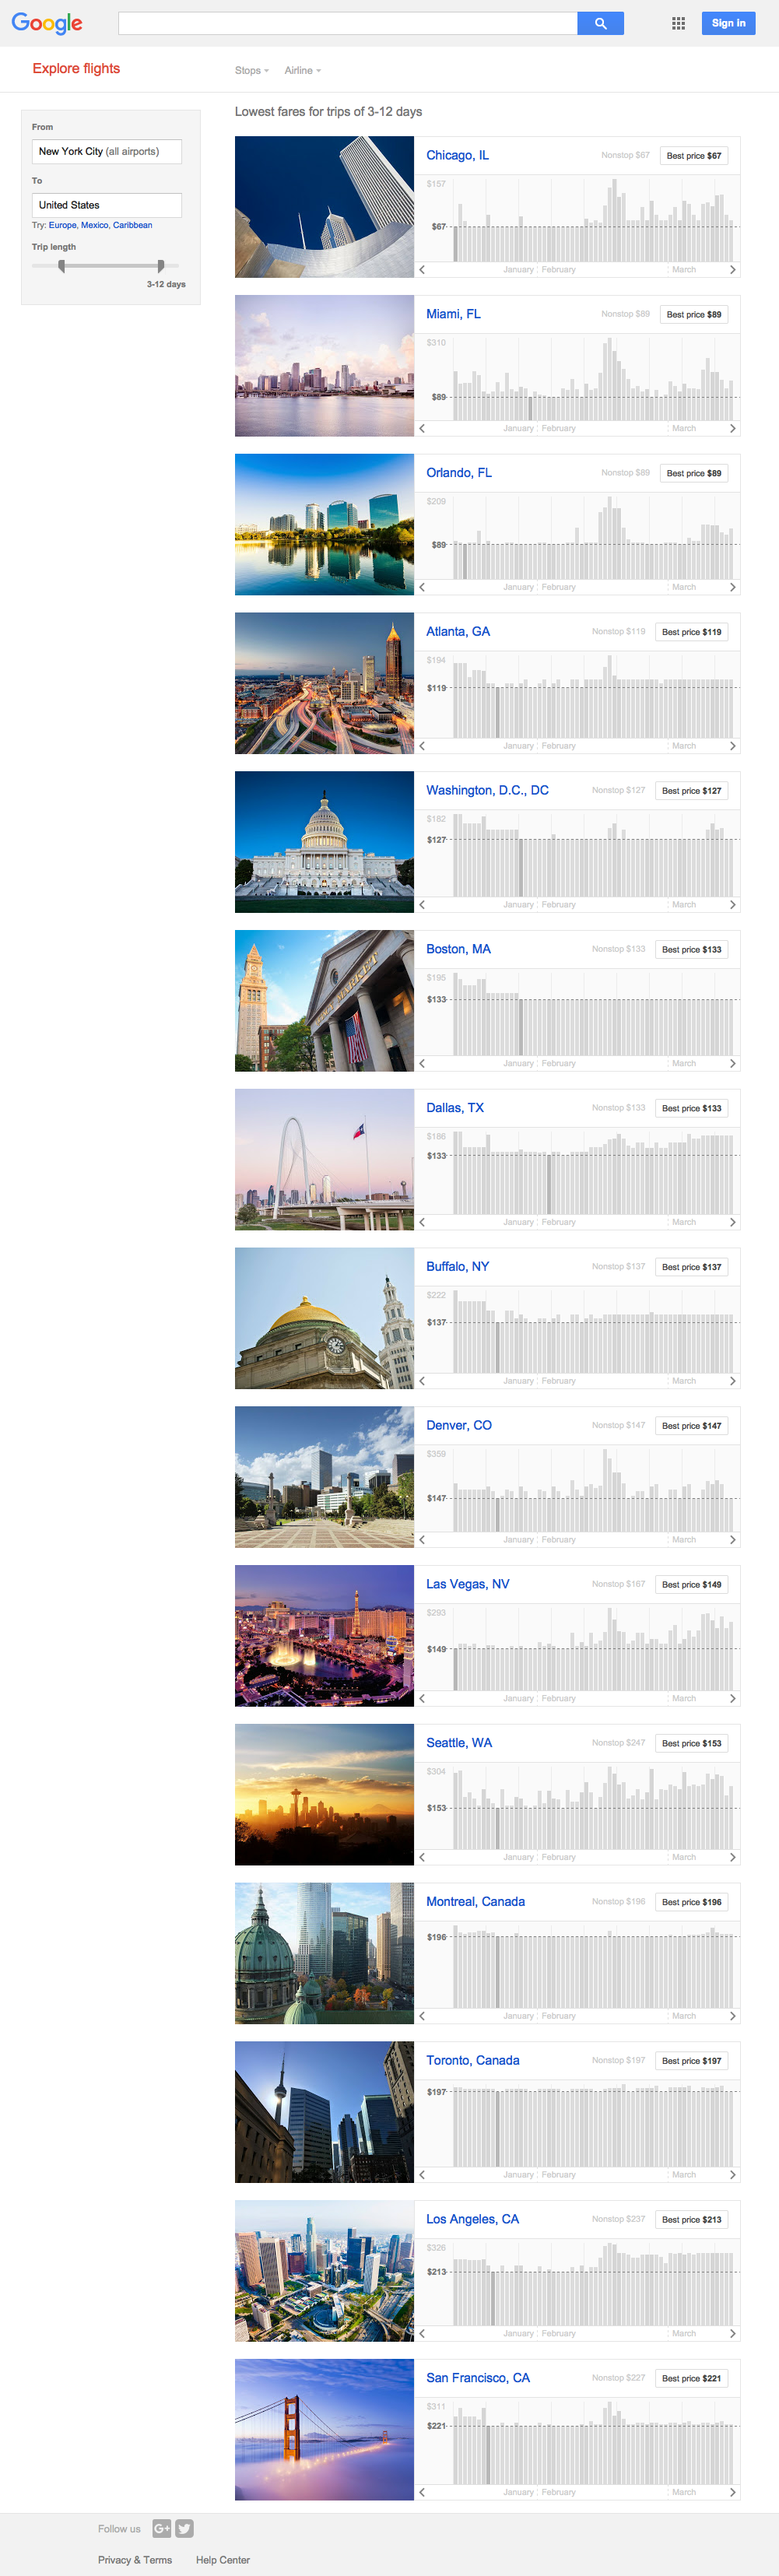 Google
Sign in
Explore flights
Stops
Airline
From
New York City (all airports)
To
United States
Try: Europe, Mexico, Caribbean
Trip length
3-12 days
Lowest fares for trips of 3-12 days
Chicago, IL
Nonstop $67
Best price $67
$157
$67
January
February
March
Miami, FL
Nonstop $89
Best price $89
$310
$89
January
February
March
Orlando, FL
Nonstop $89
Best price $89
$209
$89
January
February
March
Atlanta, GA
Nonstop $119
Best price $119
$194
$119
January
February
March
Washington, D.C., DC
Nonstop $127
Best price $127
$182
$127
January
February
March
MARKET
Boston, MA
Nonstop $133
Best price $133
$195
$133
January
February
March
Dallas, TX
Nonstop $133
Best price $133
$186
$133
January
February
March
Buffalo, NY
Nonstop $137
Best price $137
$222
$137
January
February
March
Denver, CO
Nonstop $147
Best price $147
$359
$147
January
February
March
Las Vegas, NV
Nonstop $167
Best price $149
$293
$149
January
February
March
Seattle, WA
Nonstop $247
Best price $153
$304
$153
January
February
March
Montreal, Canada
Nonstop $196
Best price $196
$196
January
February
March
Toronto, Canada
Nonstop $197
Best price $197
$197
January
February
March
Los Angeles, CA
Nonstop $237
Best price $213
$326
$213
January
February
March
San Francisco, CA
Nonstop $227
Best price $221
$311
$221
January
February
March
Follow us
G+
Privacy & Terms
Help Center